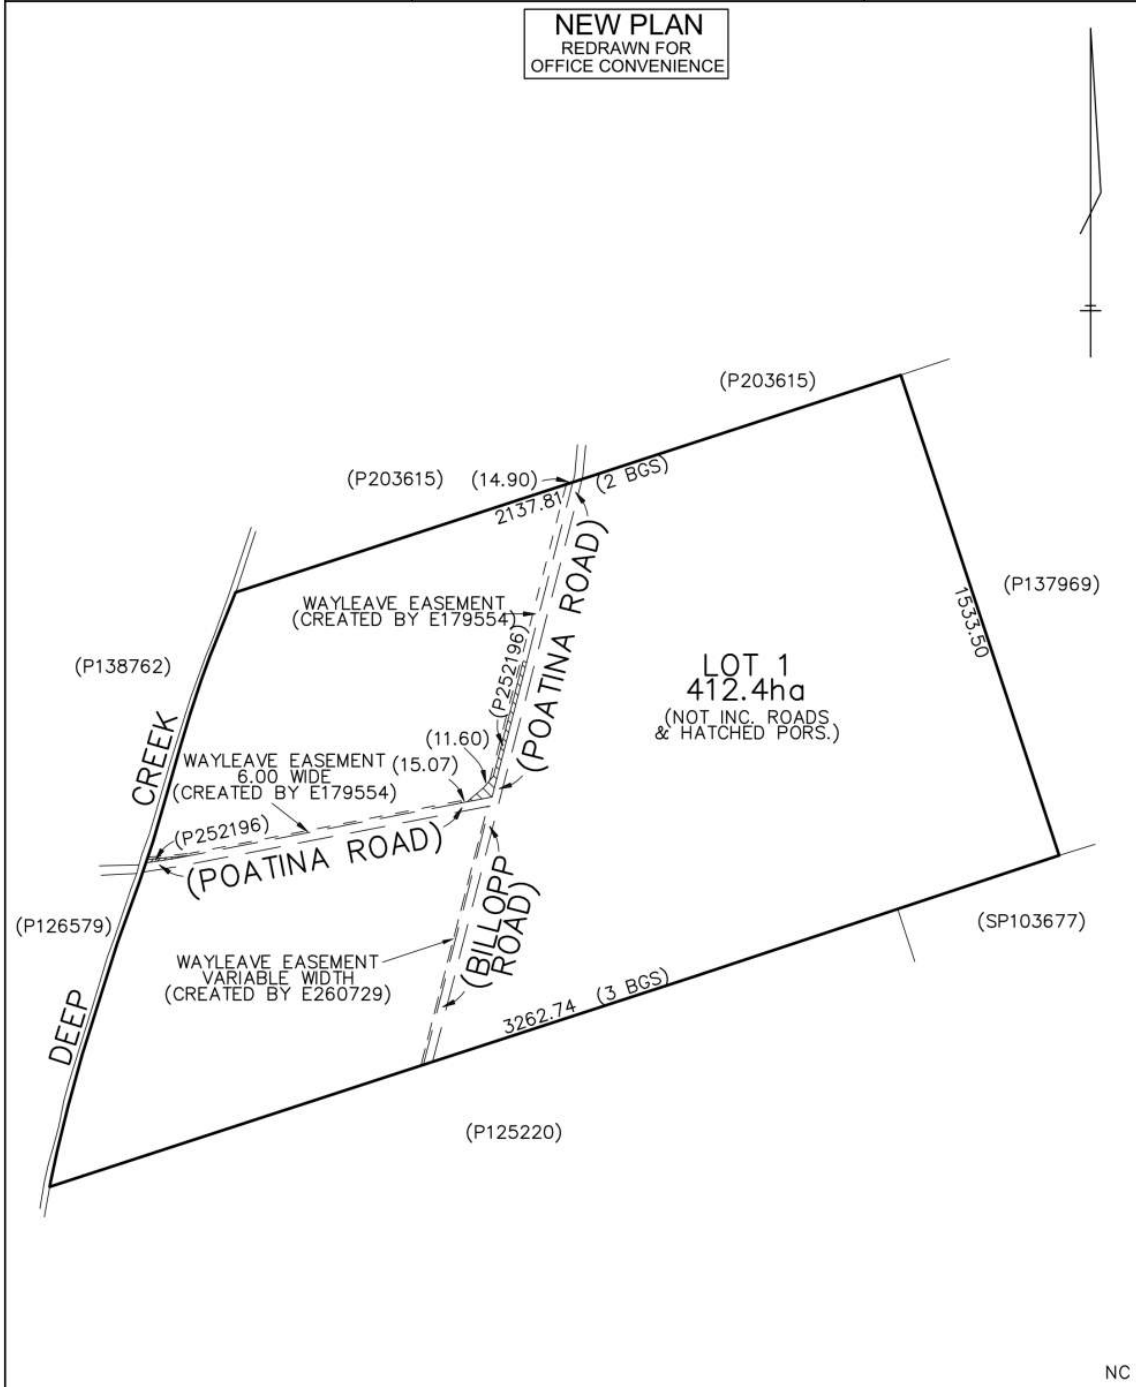 NEW PLAN
REDRAWN FOR
OFFICE CONVENIENCE
(P203615)
(P203615)
(14.90)
(2 BGS)
2137.81
WAYLEAVE EASEMENT
(CREATED BY E179554)
(POATINA ROAD)
(P252196)
(P137969)
1533.50
(P138762)
LOT 1
412.4ha
(NOT INC. ROADS
& HATCHED PORS.)
CREEK
(11.60)
(15.07)
WAYLEAVE EASEMENT
6.00 WIDE
(CREATED BY E179554)
(P252196)
(POATINA ROAD)
(P126579)
(SP103677)
(BILLOPP
ROAD)
WAYLEAVE EASEMENT
VARIABLE WIDTH
(CREATED BY E260729)
DEEP
3262.74 (3 BGS)
(P125220)
NC